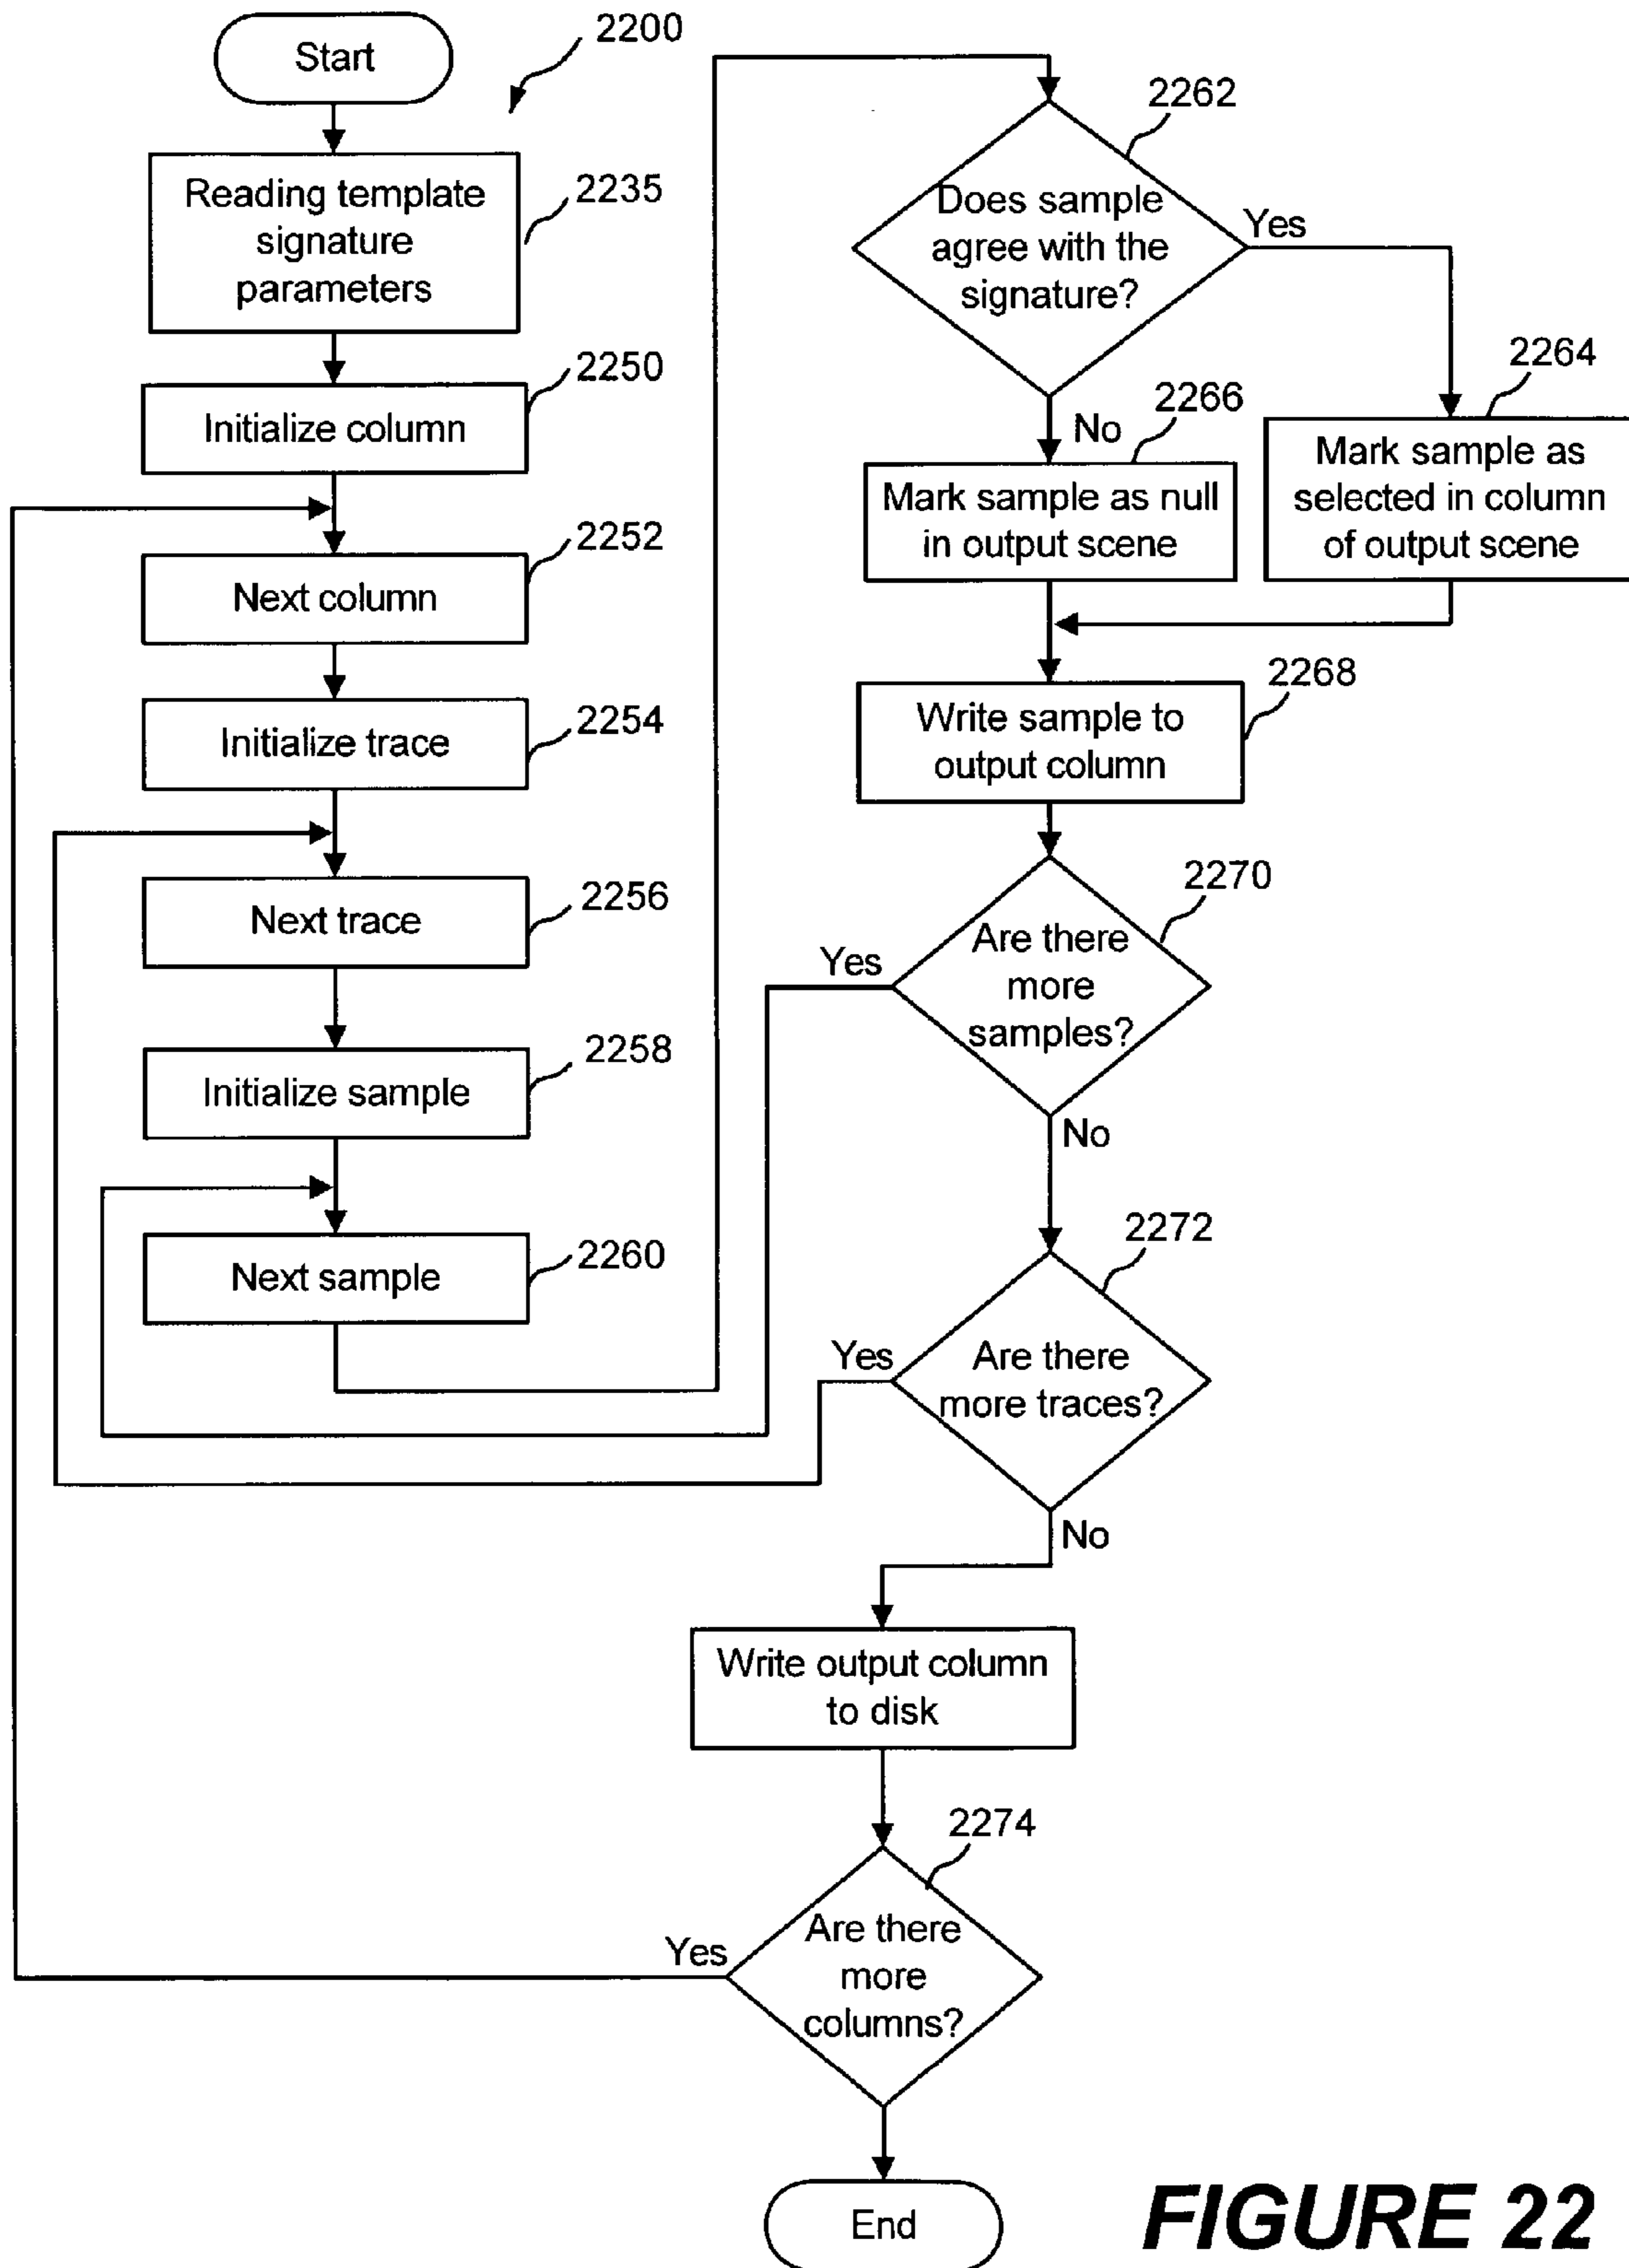 Start
2200
Reading template
signature
parameters
2235
Initialize column
2250
Next column
2252
Initialize trace
2254
Next trace
2256
Initialize sample
2258
Next sample
2260
2262
Does sample
agree with the
signature?
Yes
No
2264
Mark sample as
selected in column
of output scene
2266
Mark sample as null
in output scene
2268
Write sample to
output column
2270
Are there
more
samples?
Yes
No
2272
Are there
more traces?
Yes
No
Write output column
to disk
2274
Are there
more
columns?
Yes
End
FIGURE 22